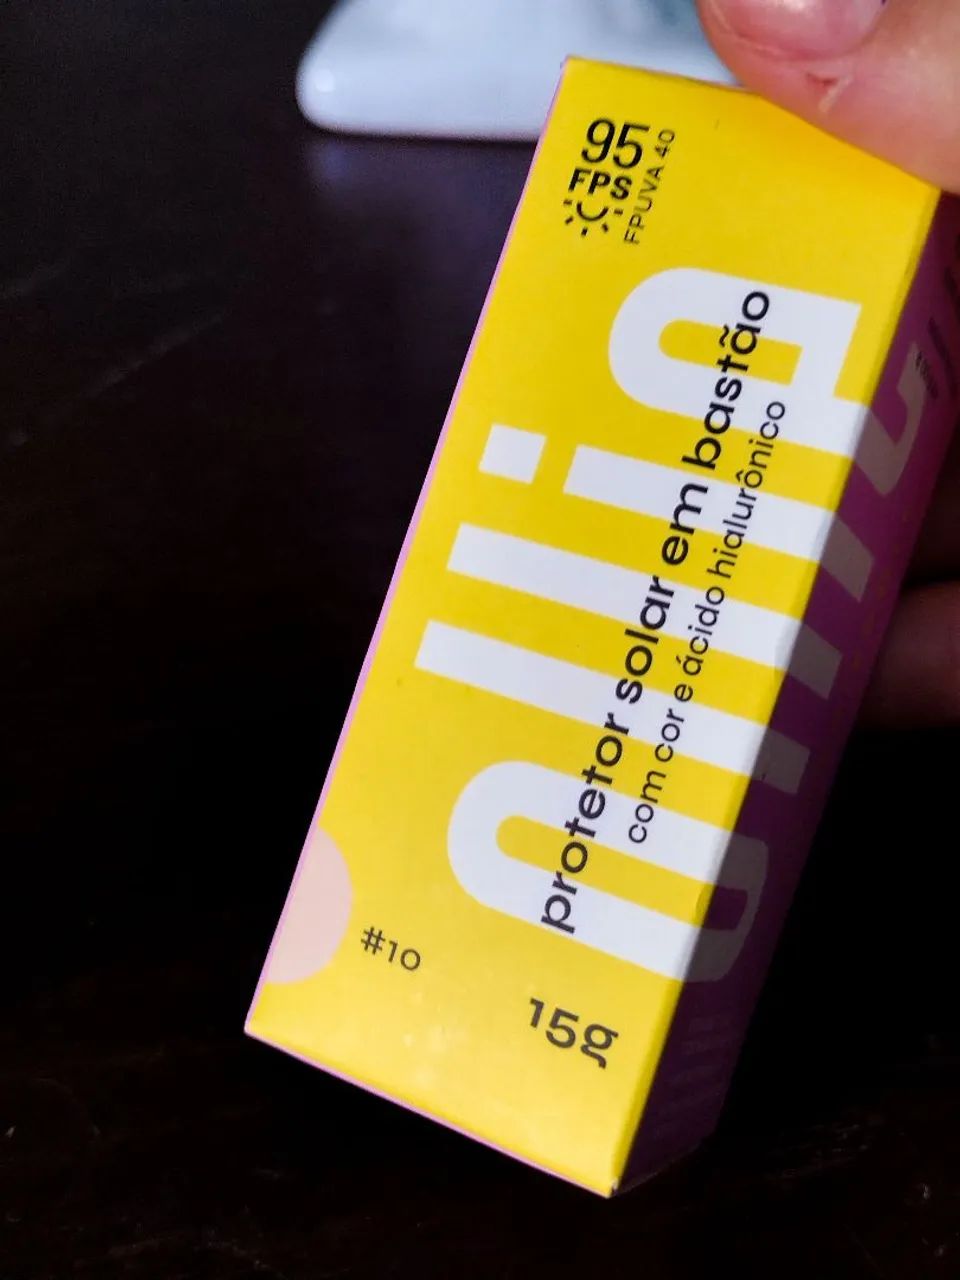 95
FPS
FPUVA 40
ollie
protetor solar em bastão
com cor e ácido hialurônico
#10
15g